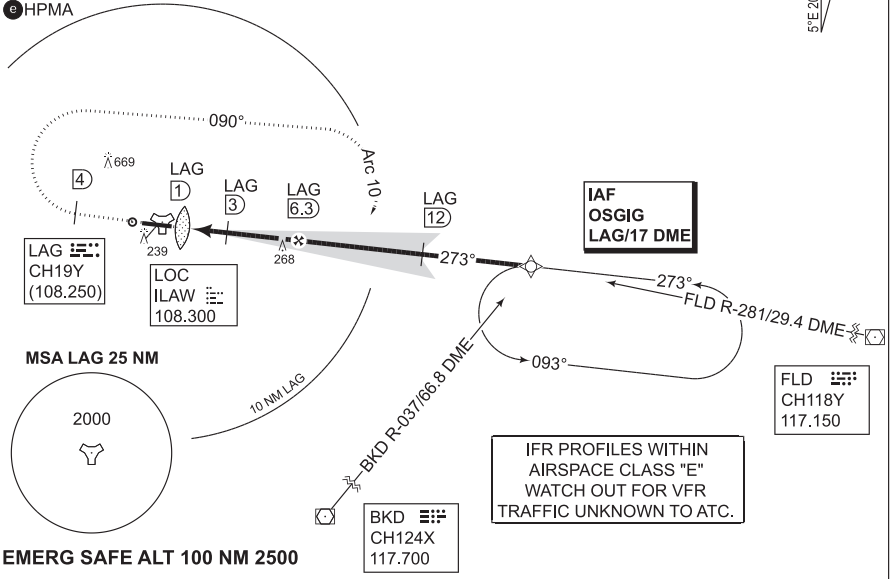 e HPMA
5°E 20
090°
669
Arc 10
4
LAG
1
LAG
3
LAG
6.3
LAG
12
IAF
OSGIG
LAG/17 DME
239
268
273°
273°
FLD R-281/29.4 DME
LAG
CH19Y
(108.250)
LOC
ILAW
108.300
093°
BKD R-037/66.8 DME
MSA LAG 25 NM
2000
10 NM LAG
FLD
CH118Y
117.150
IFR PROFILES WITHIN
AIRSPACE CLASS "E"
WATCH OUT FOR VFR
TRAFFIC UNKNOWN TO ATC.
BKD
CH124X
117.700
EMERG SAFE ALT 100 NM 2500